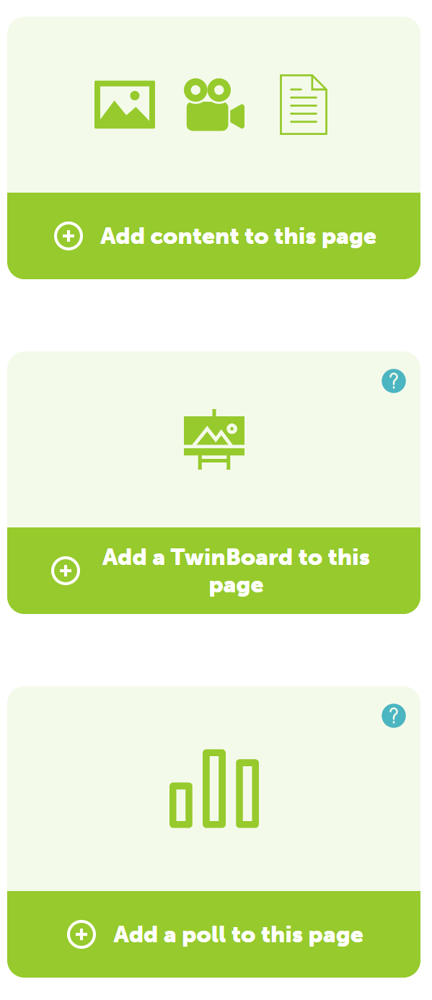 Add content to this page
?
Add a TwinBoard to this
page
?
Add a poll to this page